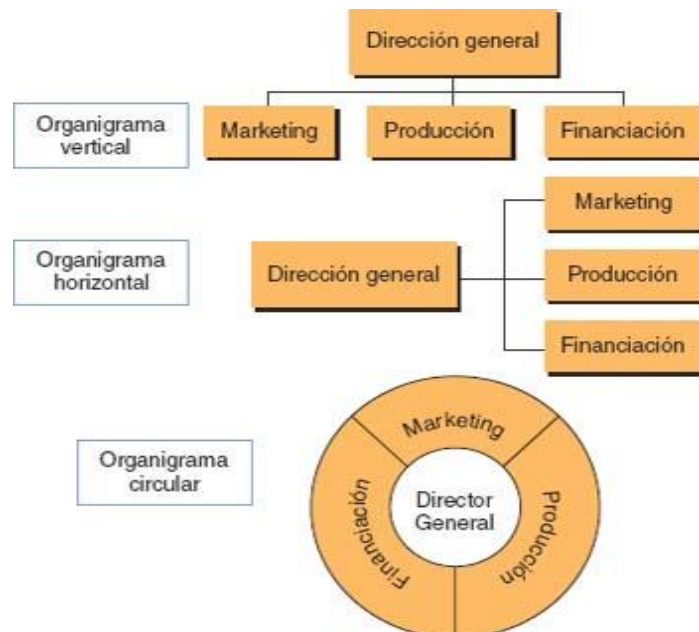 Dirección general
Organigrama
vertical
Marketing
Producción
Financiación
Organigrama
horizontal
Dirección general
Marketing
Producción
Financiación
Organigrama
circular
Marketing
Financiación
Director
General
Producción